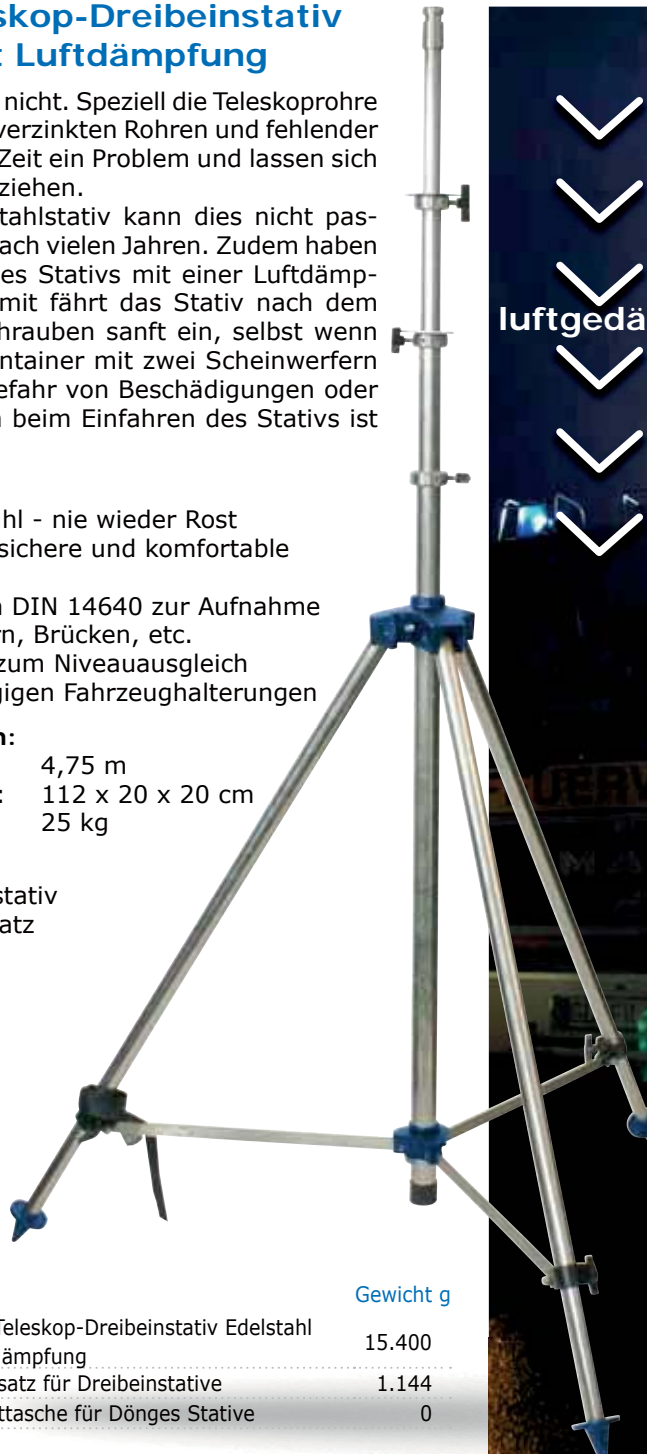 skop-Dreibeinstativ
t Luftdämpfung
nicht. Speziell die Teleskoprohre
verzinkten Rohren und fehlender
Zeit ein Problem und lassen sich
ziehen.
tahlstativ kann dies nicht pas-
ach vielen Jahren. Zudem haben
es Stativs mit einer Luftdämp-
mit fährt das Stativ nach dem
hrauben sanft ein, selbst wenn
ntainer mit zwei Scheinwerfern
efahr von Beschädigungen oder
n beim Einfahren des Stativs ist
luftgedä
hl - nie wieder Rost
sichere und komfortable
n DIN 14640 zur Aufnahme
rn, Brücken, etc.
zum Niveauausgleich
gigen Fahrzeughalterungen
n:
4,75 m
: 112 x 20 x 20 cm
25 kg
stativ
atz
FEUERW
MA
Gewicht g
Teleskop-Dreibeinstativ Edelstahl
dämpfung 15.400
satz für Dreibeinstative 1.144
ttasche für Dönges Stative 0